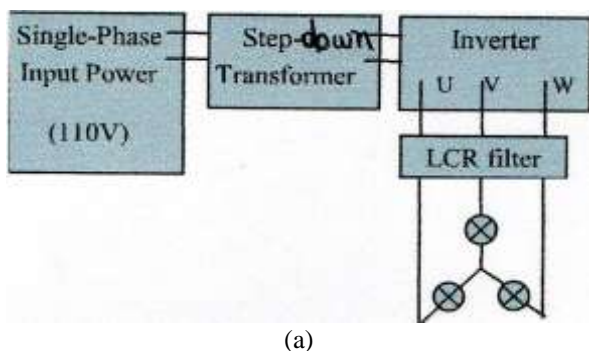 Single-Phase
Input Power
(110V)
Step-down
Transformer
Inverter
U V W
LCR filter
(a)